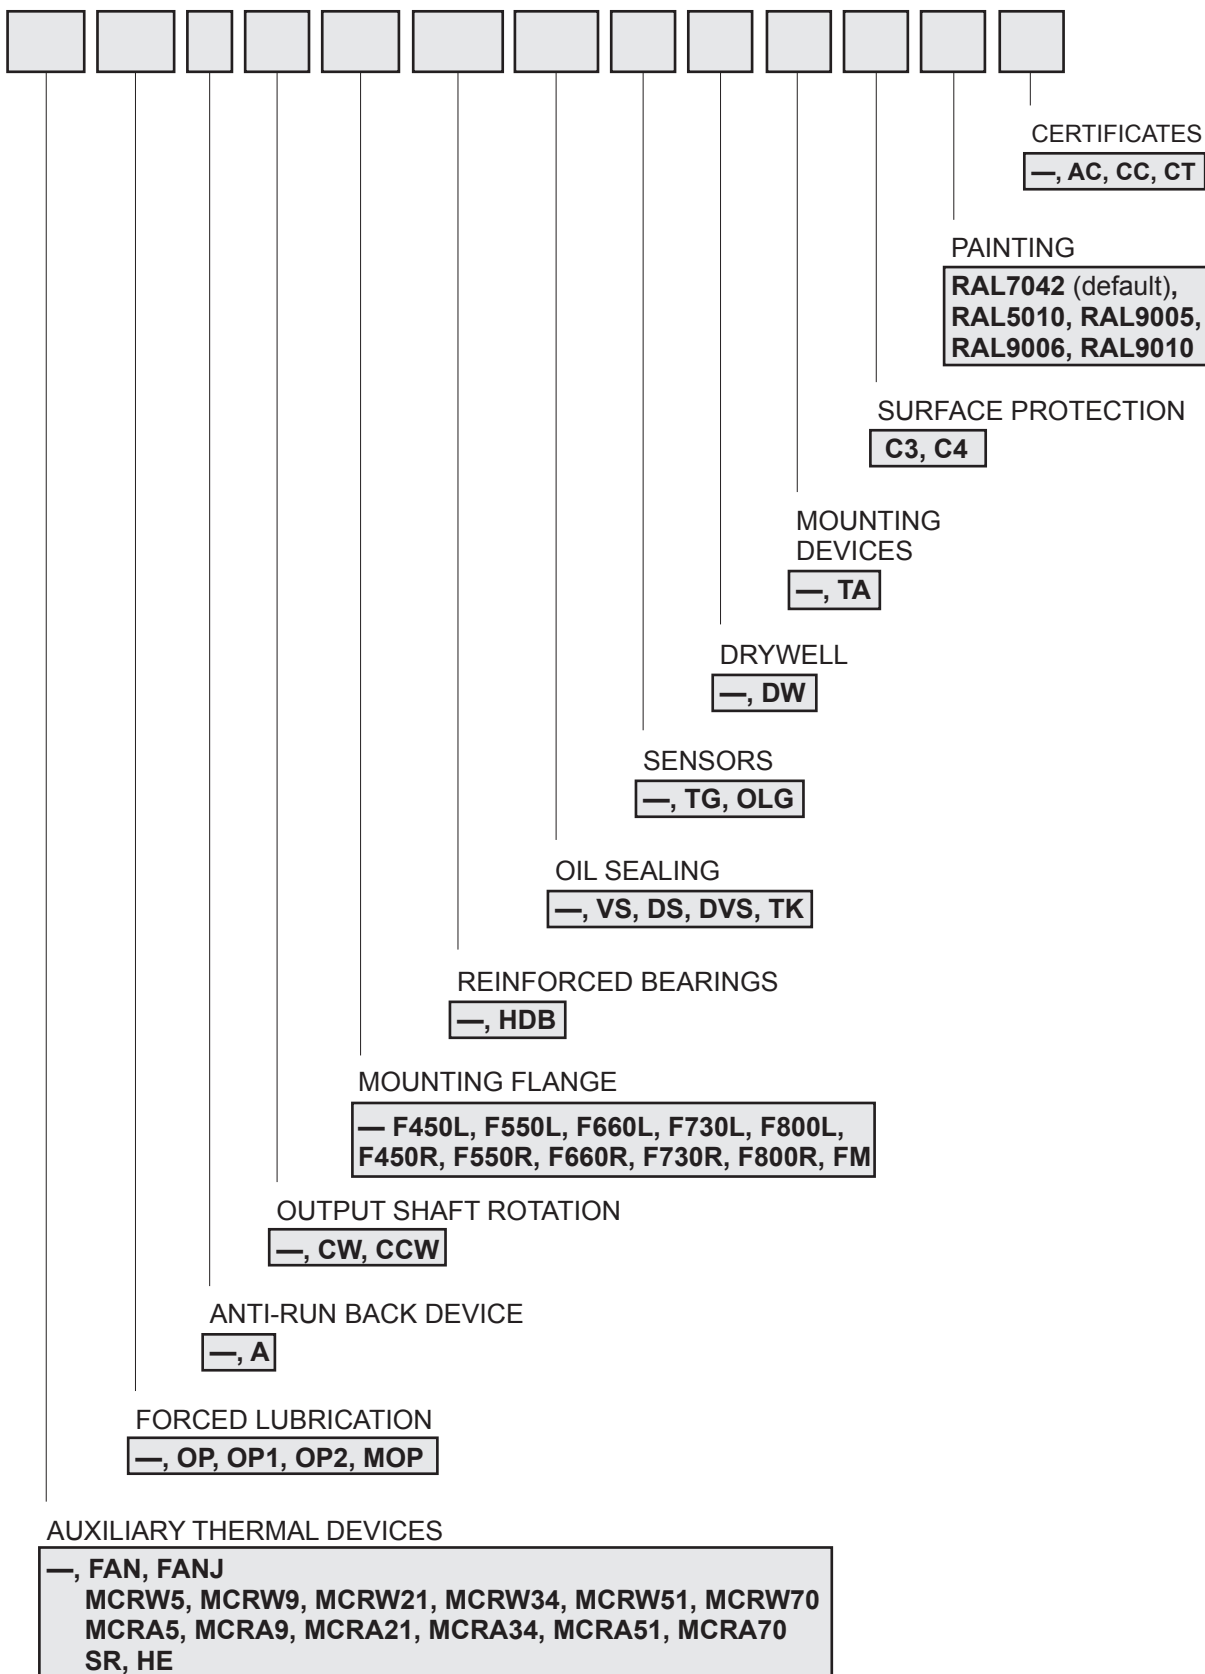 CERTIFICATES
—, AC, CC, CT
PAINTING
RAL7042 (default),
RAL5010, RAL9005,
RAL9006, RAL9010
SURFACE PROTECTION
C3, C4
MOUNTING
DEVICES
—, TA
DRYWELL
—, DW
SENSORS
—, TG, OLG
OIL SEALING
—, VS, DS, DVS, TK
REINFORCED BEARINGS
—, HDB
MOUNTING FLANGE
— F450L, F550L, F660L, F730L, F800L,
F450R, F550R, F660R, F730R, F800R, FM
OUTPUT SHAFT ROTATION
—, CW, CCW
ANTI-RUN BACK DEVICE
—, A
FORCED LUBRICATION
—, OP, OP1, OP2, MOP
AUXILIARY THERMAL DEVICES
—, FAN, FANJ
MCRW5, MCRW9, MCRW21, MCRW34, MCRW51, MCRW70
MCRA5, MCRA9, MCRA21, MCRA34, MCRA51, MCRA70
SR, HE